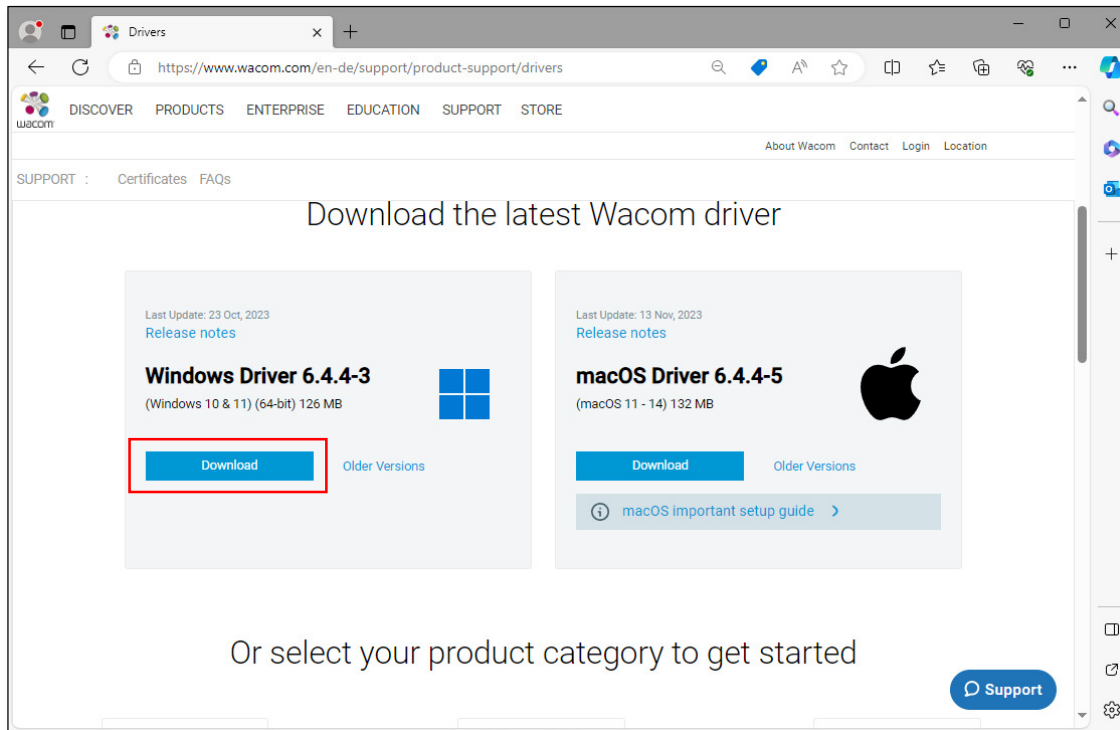 Drivers
https://www.wacom.com/en-de/support/product-support/drivers
wacom
DISCOVER PRODUCTS ENTERPRISE EDUCATION SUPPORT STORE
About Wacom Contact Login Location
SUPPORT : Certificates FAQs
Download the latest Wacom driver
Last Update: 23 Oct, 2023
Release notes
Windows Driver 6.4.4-3
(Windows 10 & 11) (64-bit) 126 MB
Download Older Versions
Last Update: 13 Nov, 2023
Release notes
macOS Driver 6.4.4-5
(macOS 11 - 14) 132 MB
Download Older Versions
macOS important setup guide
Or select your product category to get started
Support